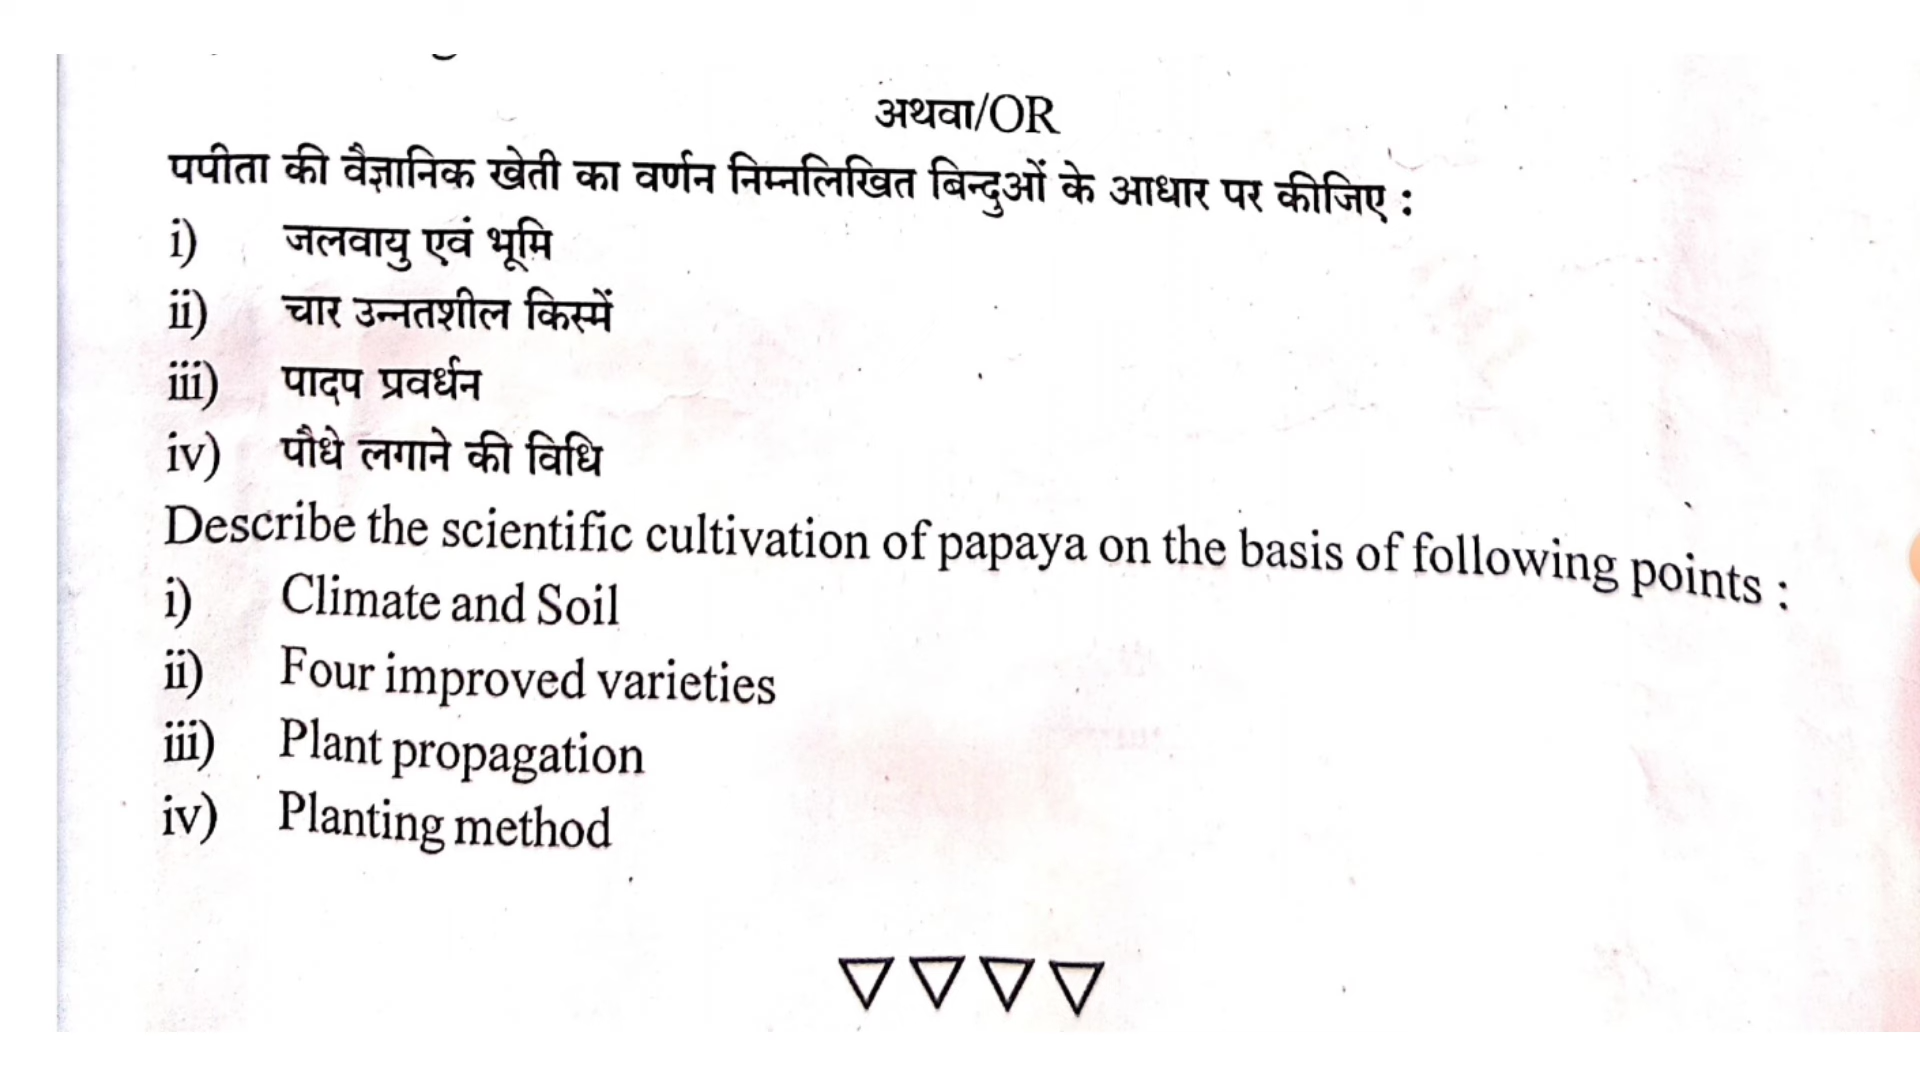 अथवा/OR
पपीता की वैज्ञानिक खेती का वर्णन निम्नलिखित बिन्दुओं के आधार पर कीजिए :
i) जलवायु एवं भूमि
ii) चार उन्नतशील किस्में
iii) पादप प्रवर्धन
iv) पौधे लगाने की विधि
Describe the scientific cultivation of papaya on the basis of following points :
i) Climate and Soil
ii) Four improved varieties
iii) Plant propagation
iv) Planting method